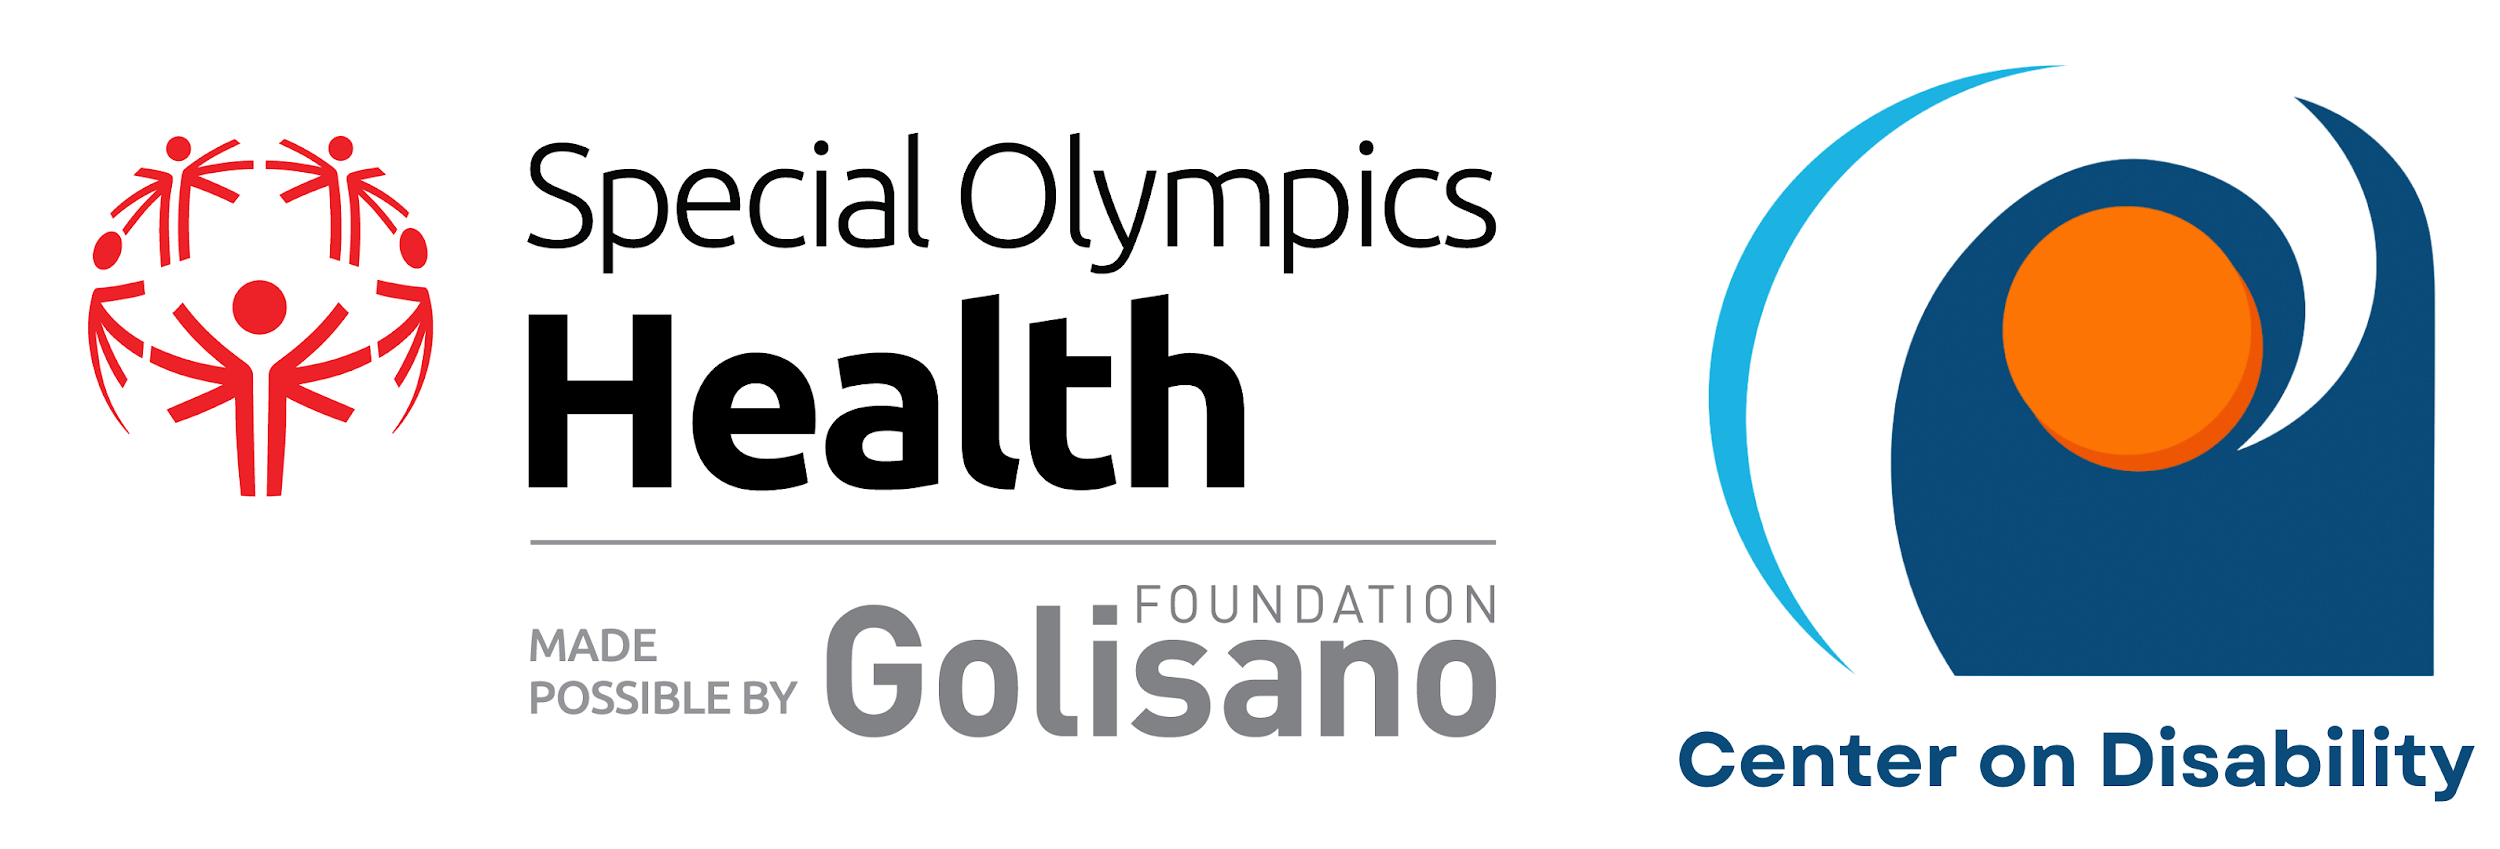 Special Olympics
Health
MADE
POSSIBLE BY
FOUNDATION
Golisano
Center on Disability